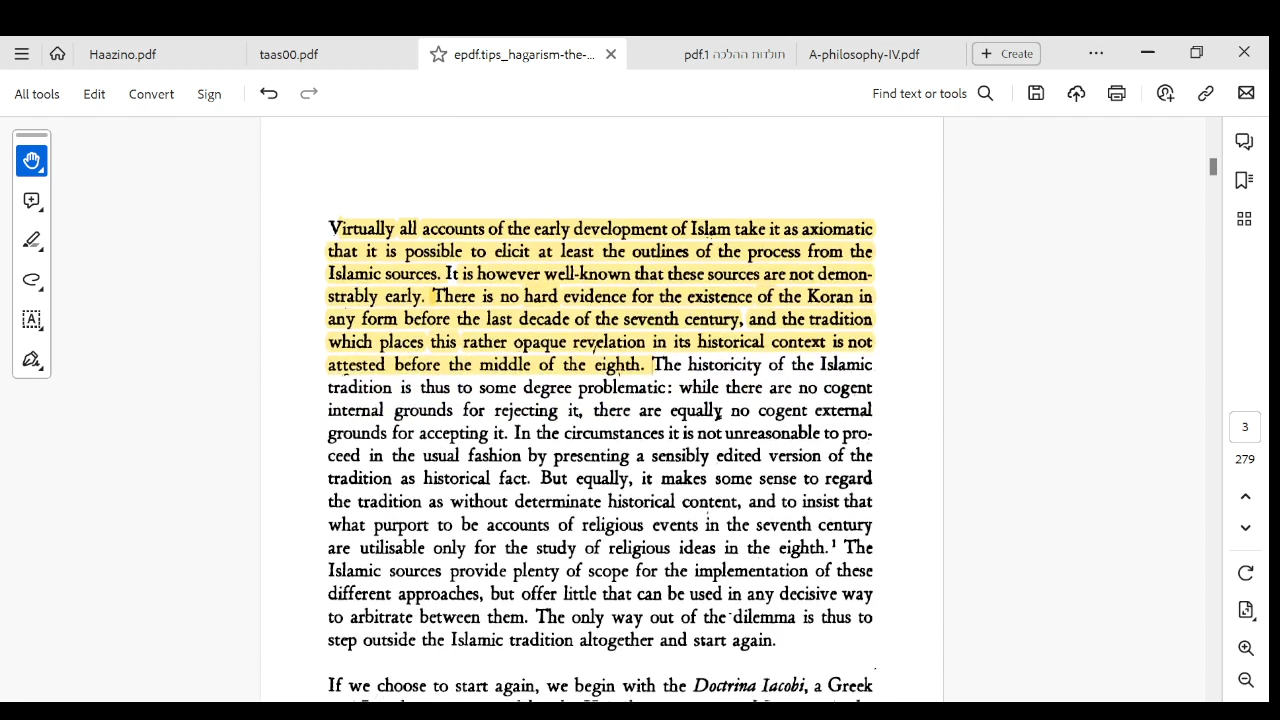 Haazino.pdf
taas00.pdf
epdf.tips_hagarism-the-...
תולדות ההלכה 1.pdf
A-philosophy-IV.pdf
Create
All tools
Edit
Convert
Sign
Find text or tools
Virtually all accounts of the early development of Islam take it as axiomatic
that it is possible to elicit at least the outlines of the process from the
Islamic sources. It is however well-known that these sources are not demon-
strably early. There is no hard evidence for the existence of the Koran in
any form before the last decade of the seventh century, and the tradition
which places this rather opaque revelation in its historical context is not
attested before the middle of the eighth. The historicity of the Islamic
tradition is thus to some degree problematic: while there are no cogent
internal grounds for rejecting it, there are equally no cogent external
grounds for accepting it. In the circumstances it is not unreasonable to pro-
ceed in the usual fashion by presenting a sensibly edited version of the
tradition as historical fact. But equally, it makes some sense to regard
the tradition as without determinate historical content, and to insist that
what purport to be accounts of religious events in the seventh century
are utilisable only for the study of religious ideas in the eighth.¹ The
Islamic sources provide plenty of scope for the implementation of these
different approaches, but offer little that can be used in any decisive way
to arbitrate between them. The only way out of the dilemma is thus to
step outside the Islamic tradition altogether and start again.
If we choose to start again, we begin with the Doctrina Iacobi, a Greek
3
279